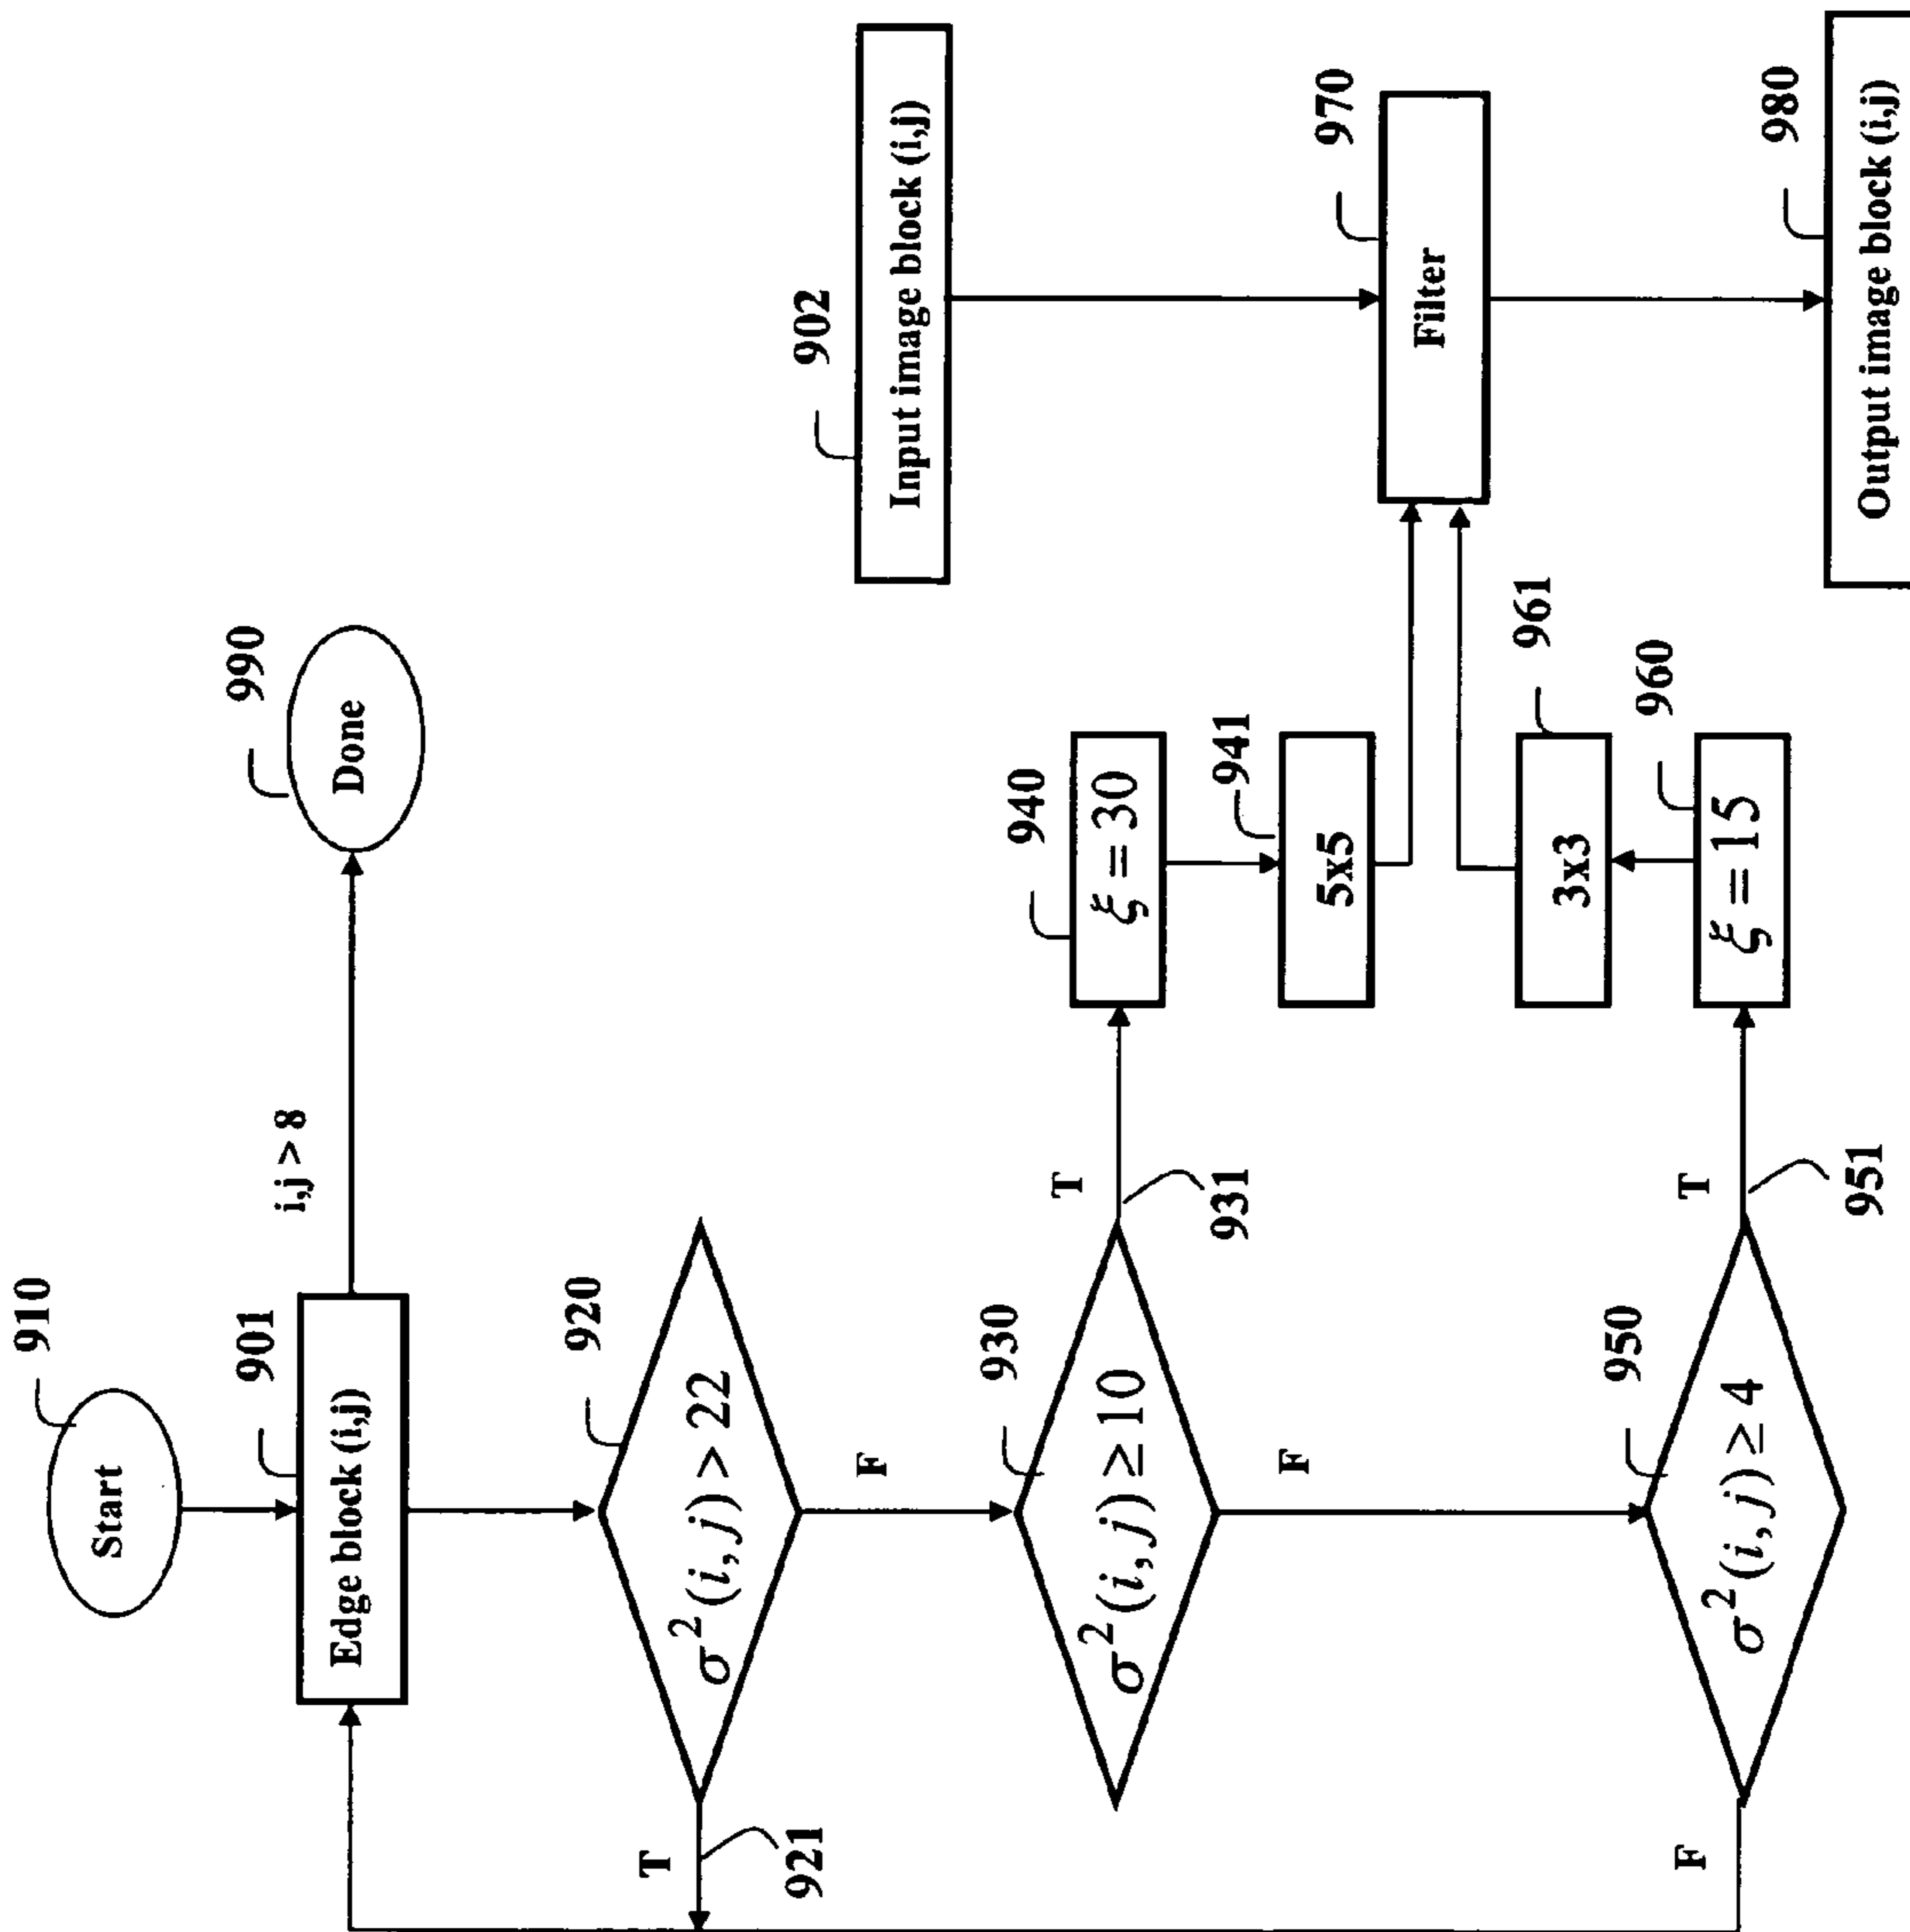 910
Start
901
Edge block (i,j)
i,j > 8
990
Done
920
σ²(i,j) > 22
T
921
F
930
σ²(i,j) ≥ 10
T
931
F
940
ξ = 30
941
5x5
950
σ²(i,j) ≥ 4
T
951
F
960
ξ = 15
961
3x3
902
Input image block (i,j)
970
Filter
980
Output image block (i,j)